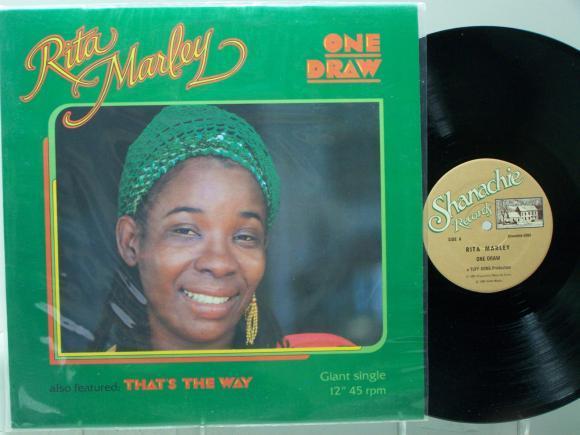 Rita Marley
ONE
DRAW
also featured: THAT'S THE WAY
Giant single
12" 45 rpm
Shanachie
Records
SIDE A
RITA MARLEY
ONE DRAW
A TUFF GONG Production